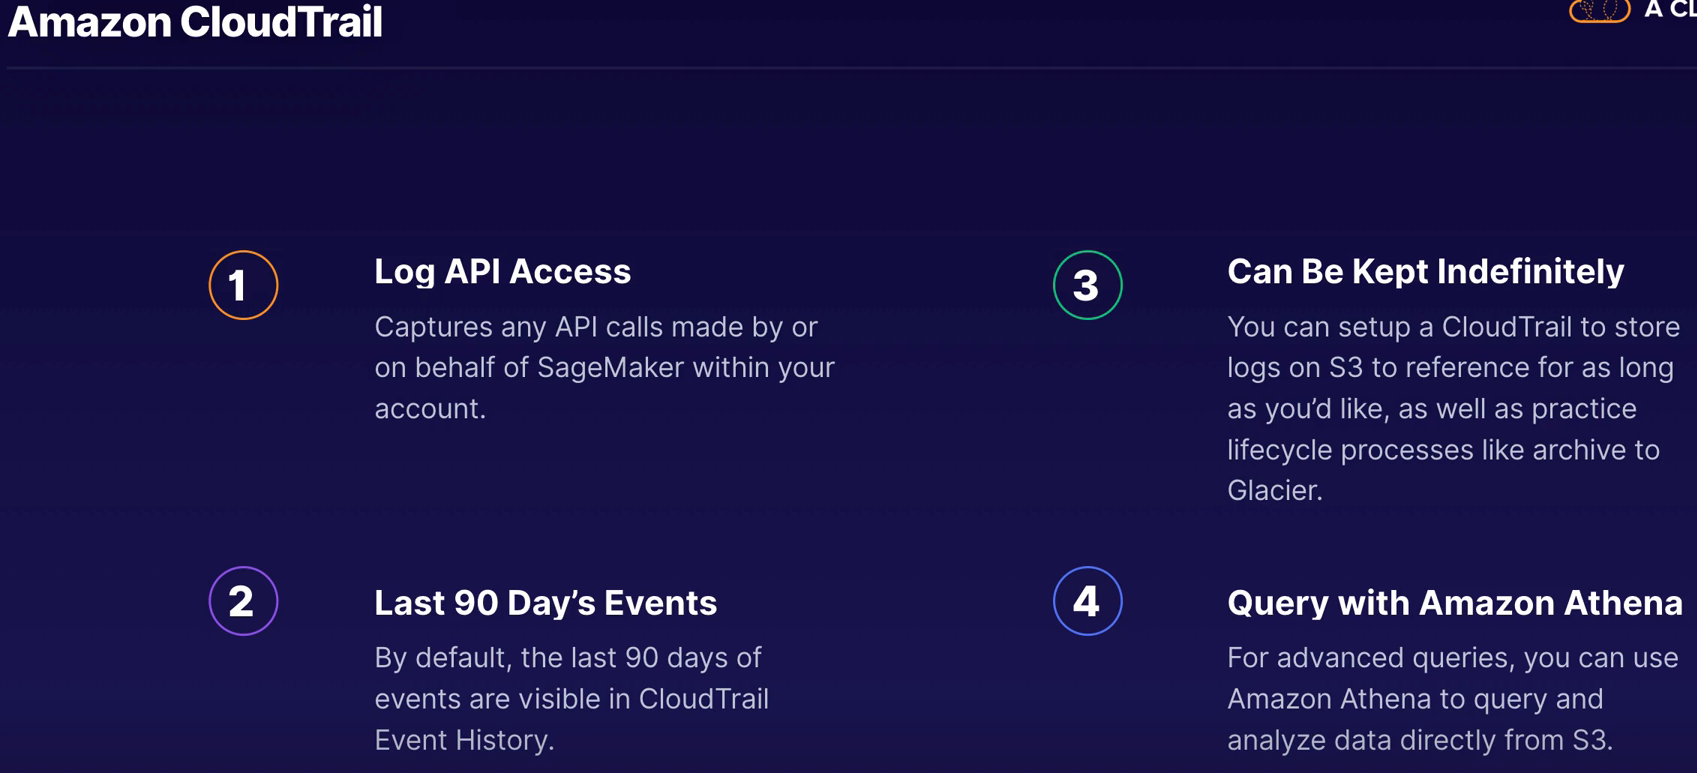 Amazon CloudTrail
A CL
1
Log API Access
Captures any API calls made by or
on behalf of SageMaker within your
account.
2
Last 90 Day’s Events
By default, the last 90 days of
events are visible in CloudTrail
Event History.
3
Can Be Kept Indefinitely
You can setup a CloudTrail to store
logs on S3 to reference for as long
as you’d like, as well as practice
lifecycle processes like archive to
Glacier.
4
Query with Amazon Athena
For advanced queries, you can use
Amazon Athena to query and
analyze data directly from S3.